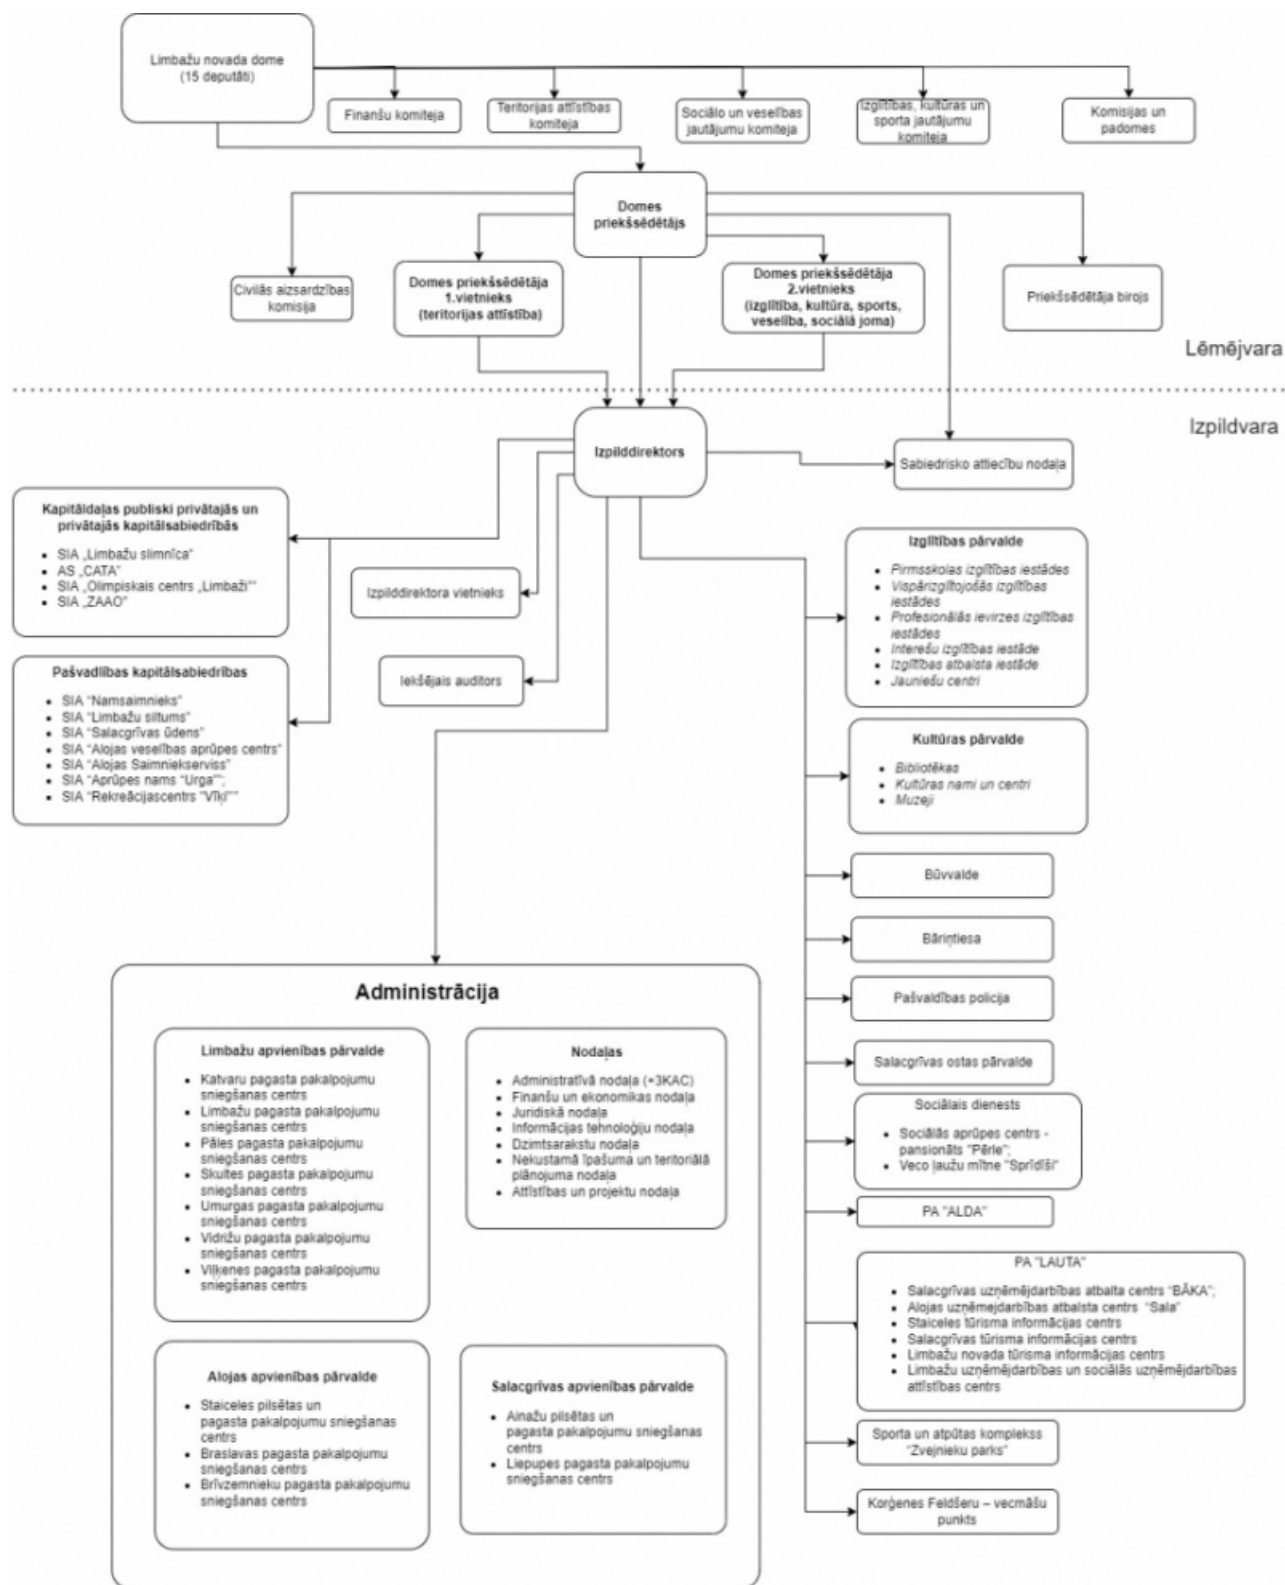 Limbažu novada dome
(15 deputāti)
Finanšu komiteja
Teritorijas attīstības
komiteja
Sociālo un veselības
jautājumu komiteja
Izglītības, kultūras un
sporta jautājumu
komiteja
Komisijas un
padomes
Domes
priekšsēdētājs
Civilās aizsardzības
komisija
Domes priekšsēdētāja
1.vietnieks
(teritorijas attīstība)
Domes priekšsēdētāja
2.vietnieks
(izglītība, kultūra, sports,
veselība, sociālā joma)
Priekšsēdētāja birojs
Lēmējvara
Izpildvara
Izpilddirektors
Sabiedrisko attiecību nodaļa
Kapitāldaļas publiski privātajās un
privātajās kapitālsabiedrībās
• SIA „Limbažu slimnīca“
• AS „CATA“
• SIA „Olimpiskais centrs „Limbaži““
• SIA „ZAAO“
Izpilddirektora vietnieks
Iekšējais auditors
Pašvadlības kapitālsabiedrības
• SIA “Namsaimnieks”
• SIA “Limbažu siltums”
• SIA “Salacgrīvas ūdens”
• SIA “Alojas veselības aprūpes centrs”
• SIA “Alojas Saimniekserviss”
• SIA “Aprūpes nams “Urga””;
• SIA “Rekreācijascentrs "Vīķi"”
Izglītības pārvalde
• Pirmsskolas izglītības iestādes
• Vispārizglītojošās izglītības
iestādes
• Profesionālās ievirzes izglītības
iestādes
• Interešu izglītības iestāde
• Izglītības atbalsta iestāde
• Jauniešu centri
Kultūras pārvalde
• Bibliotēkas
• Kultūras nami un centri
• Muzeji
Būvvalde
Bāriņtiesa
Pašvaldības policija
Salacgrīvas ostas pārvalde
Sociālais dienests
• Sociālās aprūpes centrs -
pansionāts "Pērle";
• Veco ļaužu mītne "Sprīdīši"
PA "ALDA"
PA "LAUTA"
• Salacgrīvas uzņēmējdarbības atbalta centrs “BĀKA”;
• Alojas uzņēmejdarbības atbalsta centrs “Sala”
• Staiceles tūrisma informācijas centrs
• Salacgrīvas tūrisma informācijas centrs
• Limbažu novada tūrisma informācijas centrs
• Limbažu uzņēmējdarbības un sociālās uzņēmējdarbības
attīstības centrs
Sporta un atpūtas komplekss
“Zvejnieku parks”
Korģenes Feldšeru – vecmāšu
punkts
Administrācija
Limbažu apvienības pārvalde
• Katvaru pagasta pakalpojumu
sniegšanas centrs
• Limbažu pagasta pakalpojumu
sniegšanas centrs
• Pāles pagasta pakalpojumu
sniegšanas centrs
• Skultes pagasta pakalpojumu
sniegšanas centrs
• Umurgas pagasta pakalpojumu
sniegšanas centrs
• Vidrižu pagasta pakalpojumu
sniegšanas centrs
• Viļķenes pagasta pakalpojumu
sniegšanas centrs
Nodaļas
• Administratīvā nodaļa (+3KAC)
• Finanšu un ekonomikas nodaļa
• Juridiskā nodaļa
• Informācijas tehnoloģiju nodaļa
• Dzimtsarakstu nodaļa
• Nekustamā īpašuma un teritoriālā
plānojuma nodaļa
• Attīstības un projektu nodaļa
Alojas apvienības pārvalde
• Staiceles pilsētas un
pagasta pakalpojumu sniegšanas
centrs
• Braslavas pagasta pakalpojumu
sniegšanas centrs
• Brīvzemnieku pagasta pakalpojumu
sniegšanas centrs
Salacgrīvas apvienības pārvalde
• Ainažu pilsētas un
pagasta pakalpojumu sniegšanas
centrs
• Liepupes pagasta pakalpojumu
sniegšanas centrs